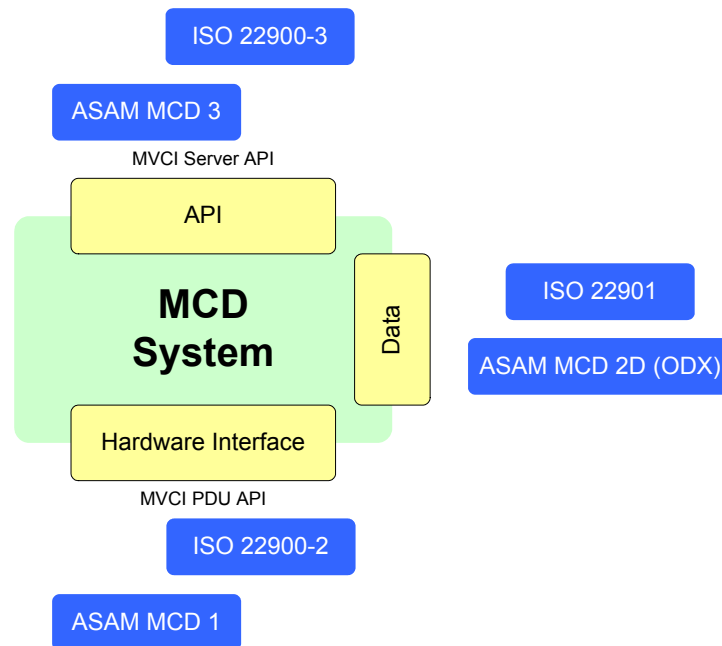 ISO 22900-3
ASAM MCD 3
MVCI Server API
API
MCD
System
Data
ISO 22901
ASAM MCD 2D (ODX)
Hardware Interface
MVCI PDU API
ISO 22900-2
ASAM MCD 1